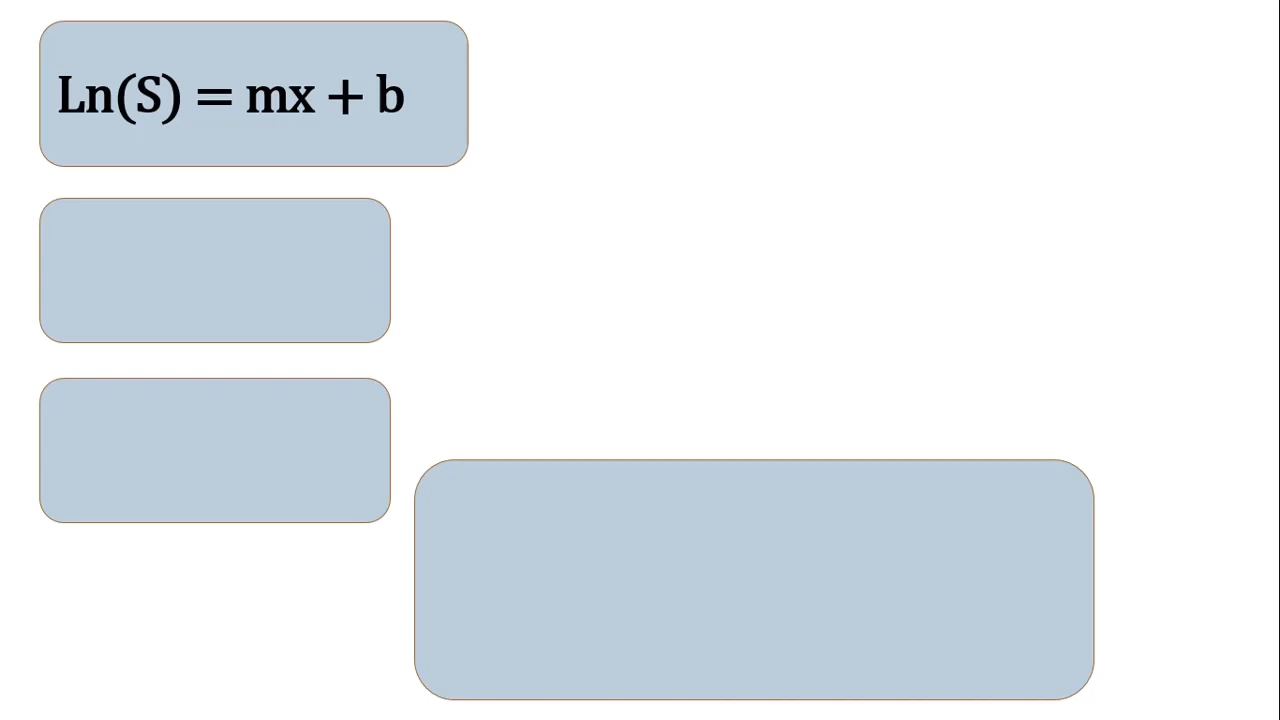 Ln(S) = mx + b